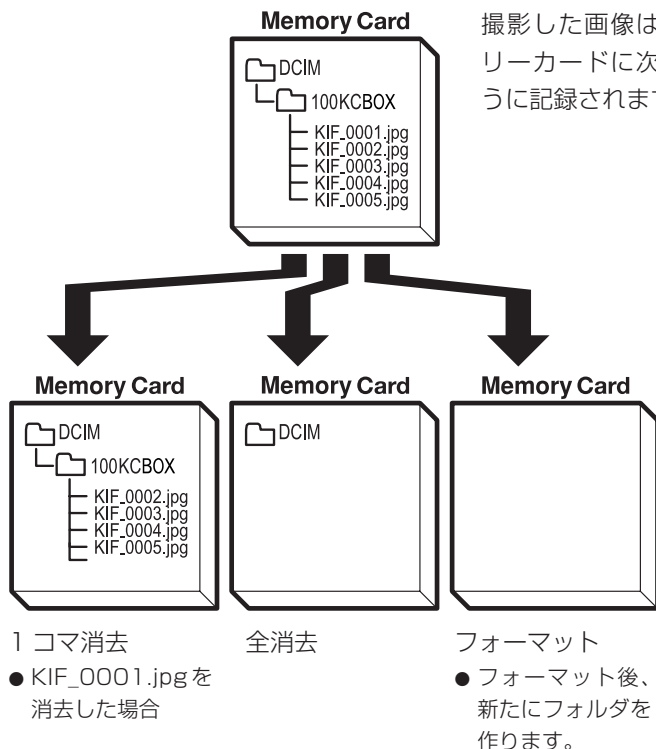 Memory Card
撮影した画像は
リーカードに次
うに記録されます
DCIM
100KCBOX
KIF_0001.jpg
KIF_0002.jpg
KIF_0003.jpg
KIF_0004.jpg
KIF_0005.jpg
Memory Card
DCIM
100KCBOX
KIF_0002.jpg
KIF_0003.jpg
KIF_0004.jpg
KIF_0005.jpg
1 コマ消去
● KIF_0001.jpgを
消去した場合
Memory Card
DCIM
全消去
Memory Card
フォーマット
● フォーマット後、
新たにフォルダを
作ります。